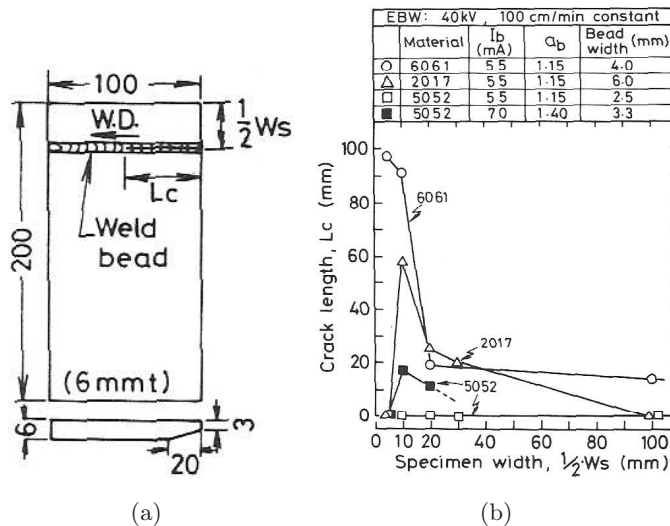 100
W.D.
½Ws
Lc
Weld
bead
200
(6mmt)
6
3
20
(a)
EBW: 40kV, 100 cm/min constant
Material Ib (mA) ab Bead width (mm)
6061 55 1.15 4.0
2017 55 1.15 6.0
5052 55 1.15 2.5
5052 70 1.40 3.3
Crack length, Lc (mm)
100
80
60
40
20
0
6061
2017
5052
0 20 40 60 80 100
Specimen width, ½·Ws (mm)
(b)